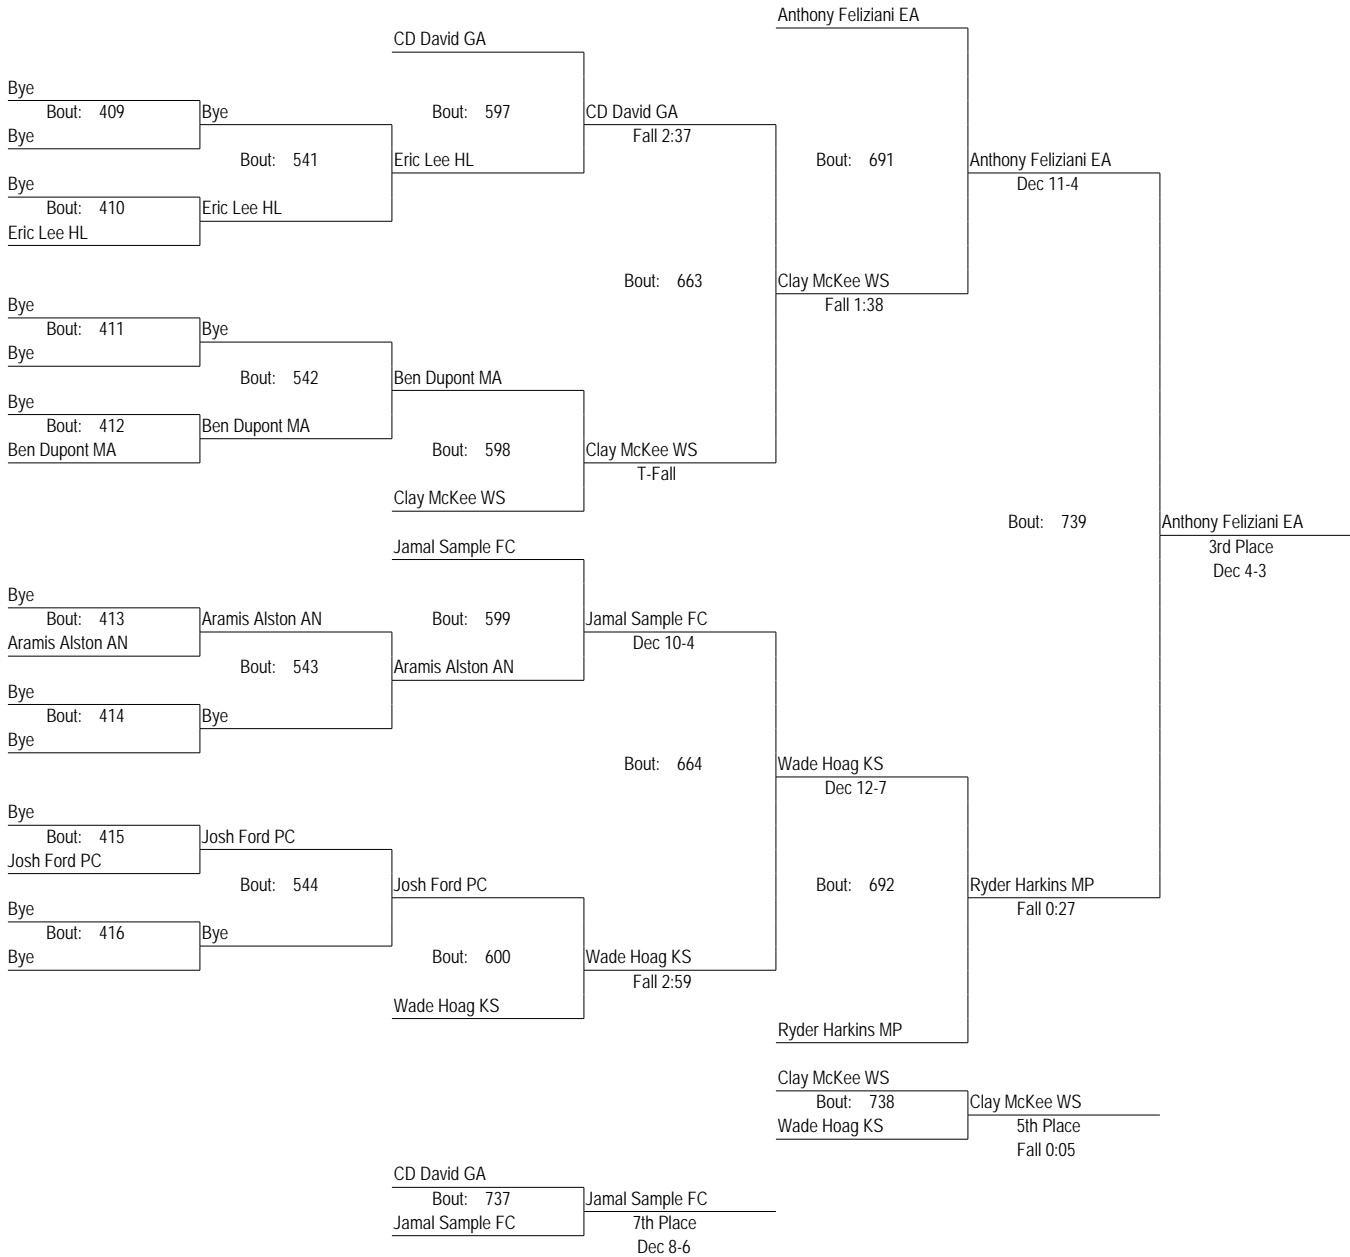 Anthony Feliziani EA
CD David GA
Bye
Bout: 409
Bye
Bye
Bout: 597
CD David GA
Fall 2:37
Bout: 541
Eric Lee HL
Bout: 691
Anthony Feliziani EA
Dec 11-4
Bye
Bout: 410
Eric Lee HL
Eric Lee HL
Bout: 663
Clay McKee WS
Fall 1:38
Bye
Bout: 411
Bye
Bye
Bout: 542
Ben Dupont MA
Bye
Bout: 412
Ben Dupont MA
Ben Dupont MA
Bout: 598
Clay McKee WS
T-Fall
Clay McKee WS
Bout: 739
Anthony Feliziani EA
3rd Place
Dec 4-3
Jamal Sample FC
Bye
Bout: 413
Aramis Alston AN
Aramis Alston AN
Bout: 599
Jamal Sample FC
Dec 10-4
Bout: 543
Aramis Alston AN
Bye
Bout: 414
Bye
Bye
Bout: 664
Wade Hoag KS
Dec 12-7
Bye
Bout: 415
Josh Ford PC
Josh Ford PC
Bout: 544
Josh Ford PC
Bout: 692
Ryder Harkins MP
Fall 0:27
Bye
Bout: 416
Bye
Bye
Bout: 600
Wade Hoag KS
Fall 2:59
Wade Hoag KS
Ryder Harkins MP
Clay McKee WS
Bout: 738
Wade Hoag KS
Clay McKee WS
5th Place
Fall 0:05
CD David GA
Bout: 737
Jamal Sample FC
Jamal Sample FC
7th Place
Dec 8-6